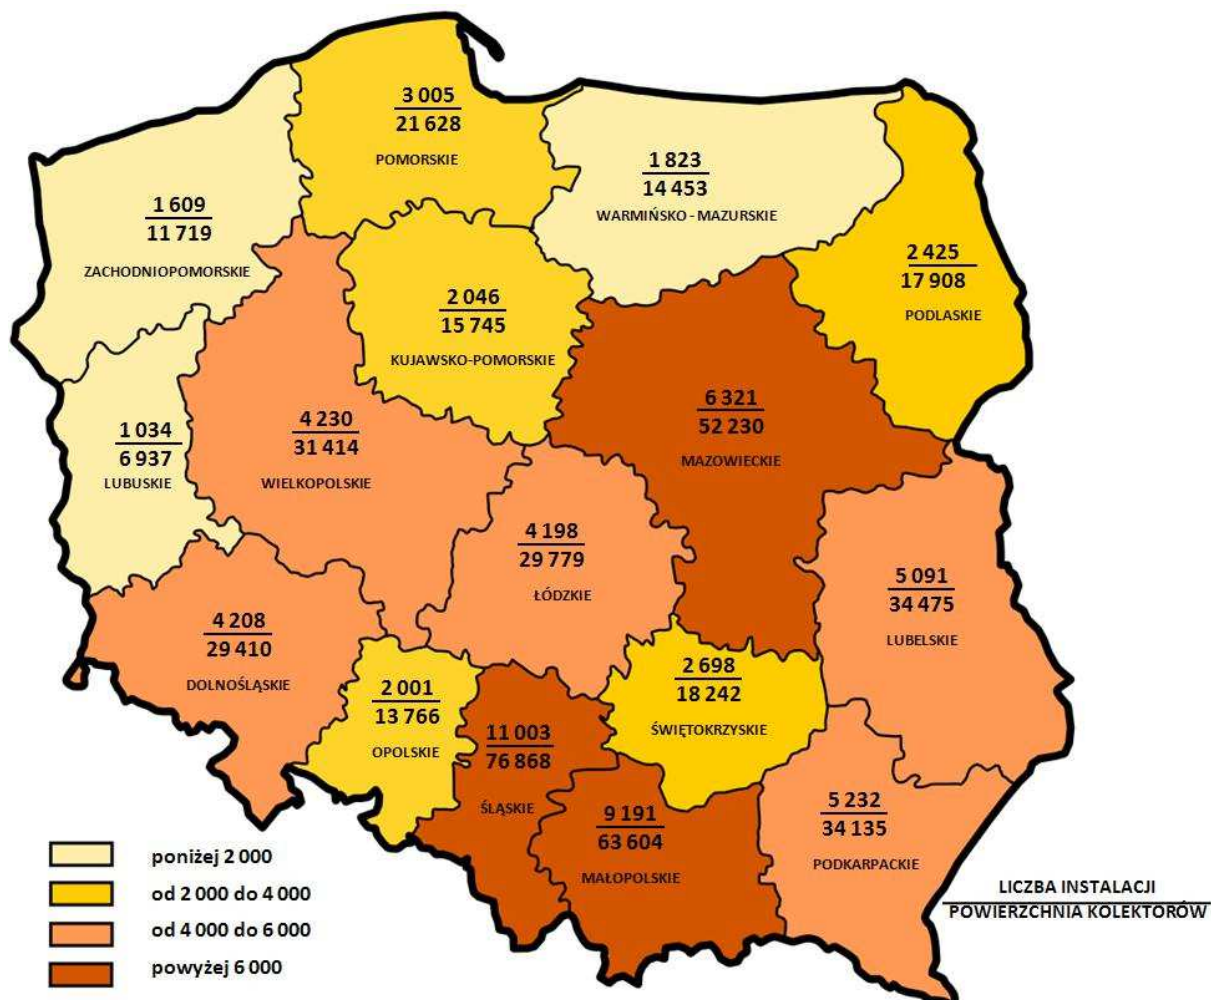 3 005
21 628
POMORSKIE
1 823
14 453
WARMIŃSKO - MAZURSKIE
1 609
11 719
ZACHODNIOPOMORSKIE
2 425
17 908
PODLASKIE
2 046
15 745
KUJAWSKO-POMORSKIE
6 321
52 230
MAZOWIECKIE
4 230
31 414
WIELKOPOLSKIE
1 034
6 937
LUBUSKIE
4 198
29 779
ŁÓDZKIE
5 091
34 475
LUBELSKIE
4 208
29 410
DOLNOŚLĄSKIE
2 001
13 766
OPOLSKIE
2 698
18 242
ŚWIĘTOKRZYSKIE
11 003
76 868
ŚLĄSKIE
9 191
63 604
MAŁOPOLSKIE
5 232
34 135
PODKARPACKIE
poniżej 2 000
od 2 000 do 4 000
od 4 000 do 6 000
powyżej 6 000
LICZBA INSTALACJI
POWIERZCHNIA KOLEKTORÓW